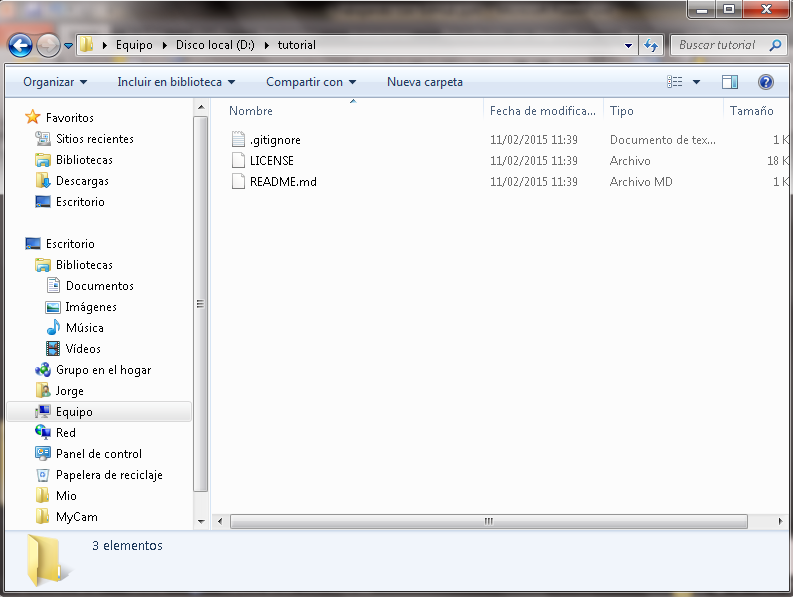 Equipo Disco local (D:) tutorial
Buscar tutorial
Organizar Incluir en biblioteca Compartir con Nueva carpeta
Favoritos
Sitios recientes
Bibliotecas
Descargas
Escritorio
Escritorio
Bibliotecas
Documentos
Imágenes
Música
Vídeos
Grupo en el hogar
Jorge
Equipo
Red
Panel de control
Papelera de reciclaje
Mio
MyCam
Nombre Fecha de modifica... Tipo Tamaño
.gitignore 11/02/2015 11:39 Documento de tex... 1 K
LICENSE 11/02/2015 11:39 Archivo 18 K
README.md 11/02/2015 11:39 Archivo MD 1 K
3 elementos